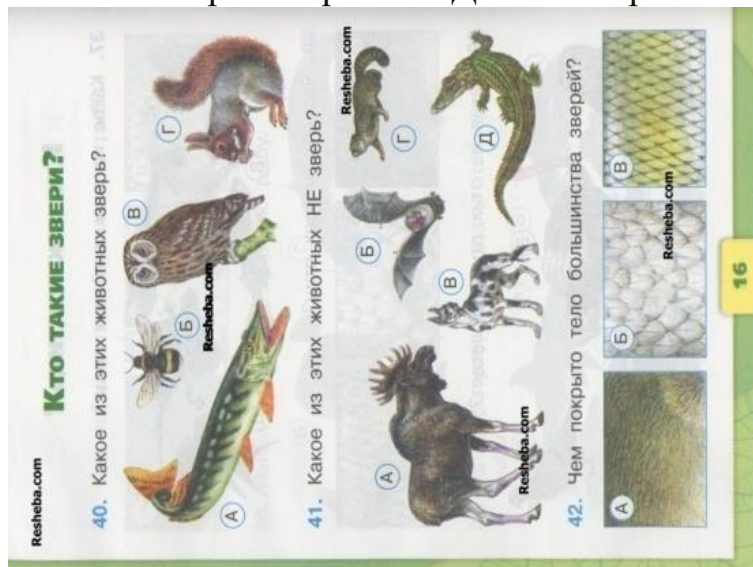 Resheba.com
КТО ТАКИЕ ЗВЕРИ?
40. Какое из этих животных зверь?
А
Б
В
Г
Resheba.com
41. Какое из этих животных НЕ зверь?
А
Б
В
Г
Д
Resheba.com
Resheba.com
42. Чем покрыто тело большинства зверей?
А
Б
В
Resheba.com
16